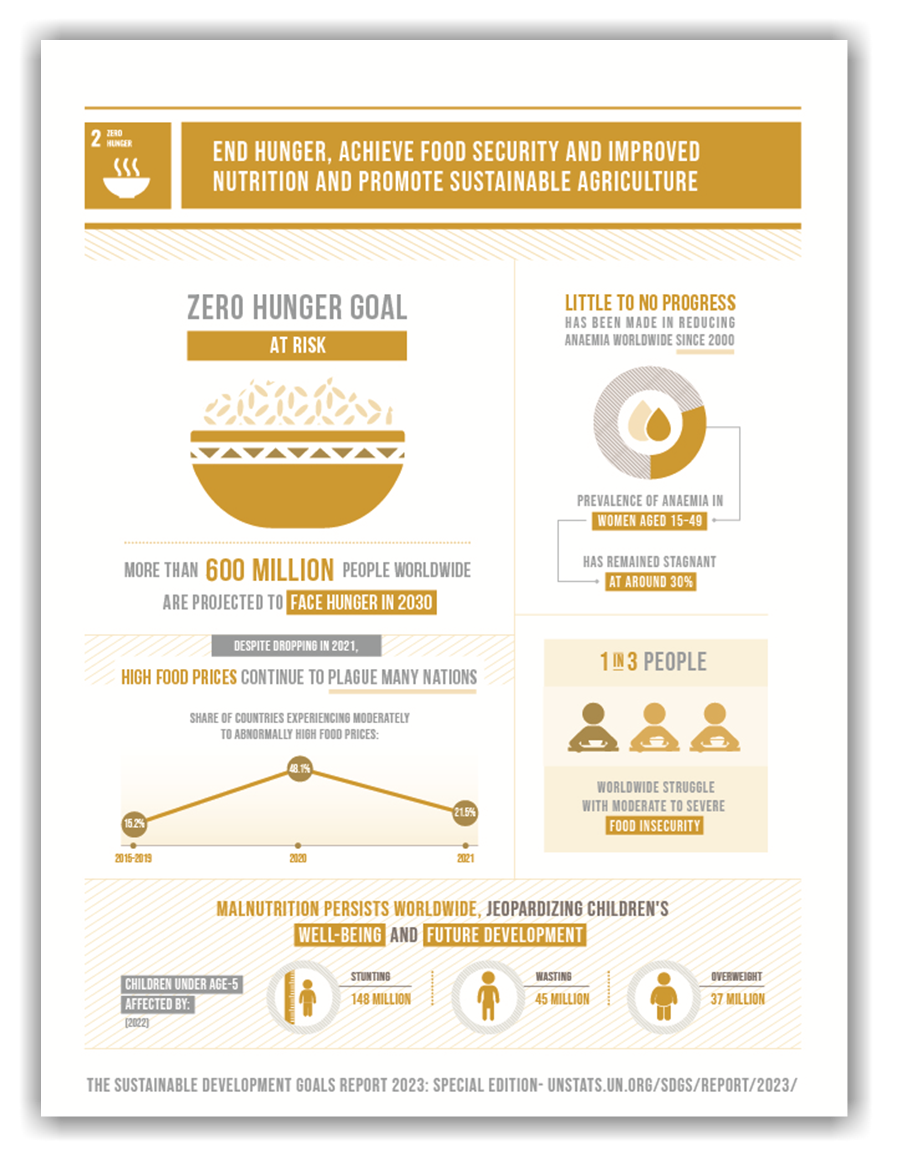 2 ZERO
HUNGER
END HUNGER, ACHIEVE FOOD SECURITY AND IMPROVED
NUTRITION AND PROMOTE SUSTAINABLE AGRICULTURE
ZERO HUNGER GOAL
AT RISK
MORE THAN 600 MILLION PEOPLE WORLDWIDE
ARE PROJECTED TO FACE HUNGER IN 2030
DESPITE DROPPING IN 2021,
HIGH FOOD PRICES CONTINUE TO PLAGUE MANY NATIONS
SHARE OF COUNTRIES EXPERIENCING MODERATELY
TO ABNORMALLY HIGH FOOD PRICES:
15.2%
48.1%
21.5%
2015-2019
2020
2021
LITTLE TO NO PROGRESS
HAS BEEN MADE IN REDUCING
ANAEMIA WORLDWIDE SINCE 2000
PREVALENCE OF ANAEMIA IN
WOMEN AGED 15-49
HAS REMAINED STAGNANT
AT AROUND 30%
1 IN 3 PEOPLE
WORLDWIDE STRUGGLE
WITH MODERATE TO SEVERE
FOOD INSECURITY
MALNUTRITION PERSISTS WORLDWIDE, JEOPARDIZING CHILDREN'S
WELL-BEING AND FUTURE DEVELOPMENT
CHILDREN UNDER AGE-5
AFFECTED BY:
(2022)
STUNTING
148 MILLION
WASTING
45 MILLION
OVERWEIGHT
37 MILLION
THE SUSTAINABLE DEVELOPMENT GOALS REPORT 2023: SPECIAL EDITION- UNSTATS.UN.ORG/SDGS/REPORT/2023/